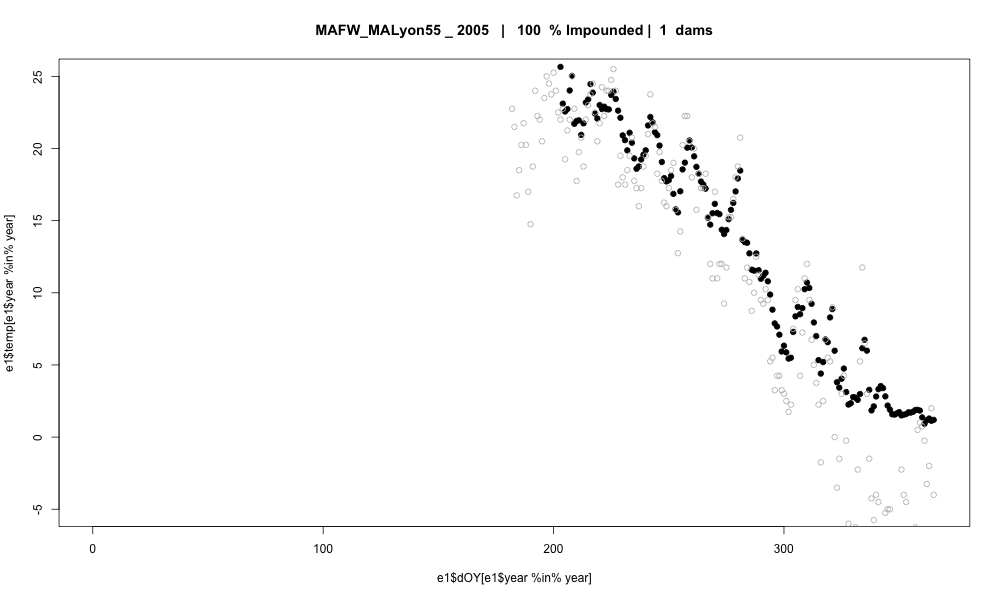 MAFW_MALyon55 _ 2005 | 100 % Impounded | 1 dams
e1$temp[e1$year %in% year]
25
20
15
10
5
0
-5
0 100 200 300
e1$dOY[e1$year %in% year]